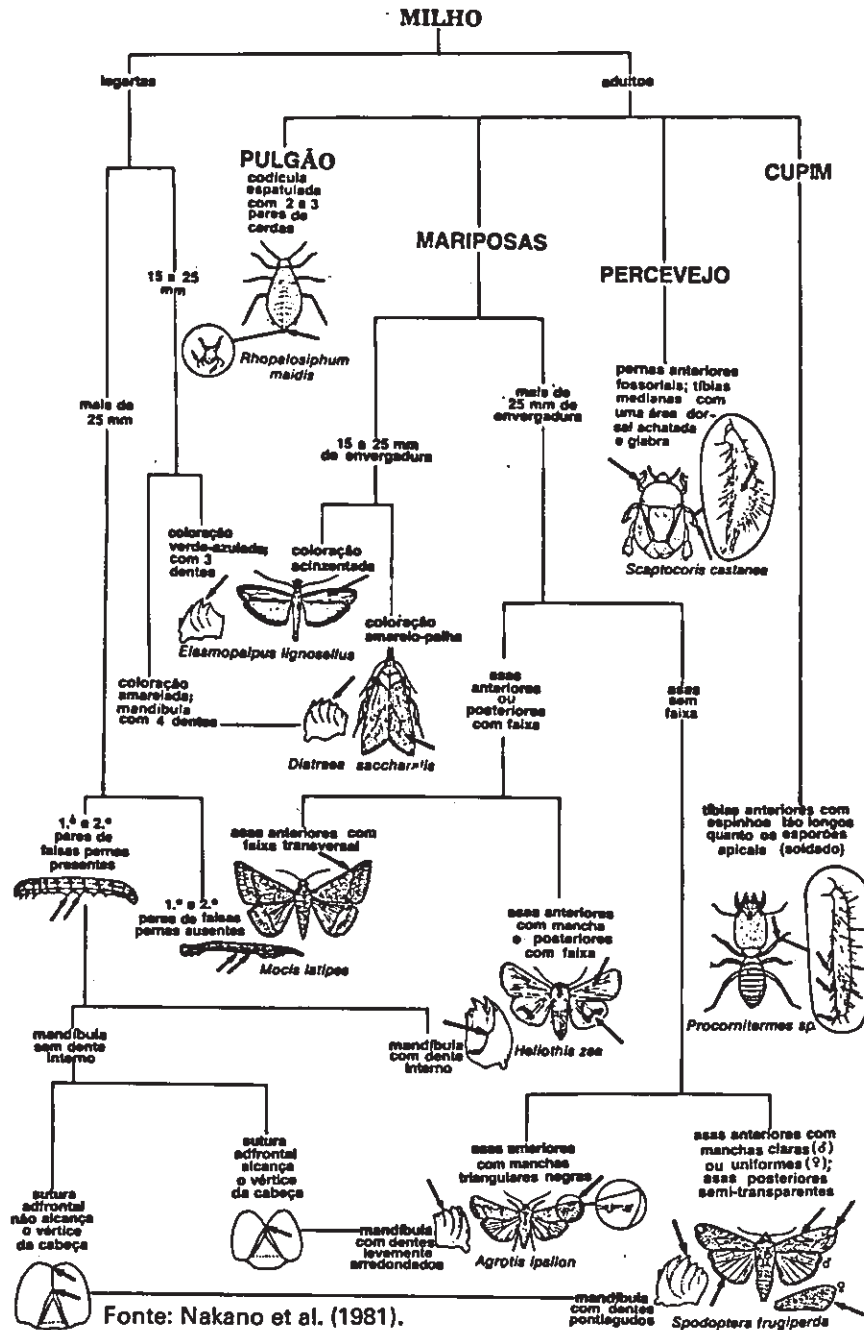 MILHO
lagartas
adultos
PULGÃO
codícula
espatulada
com 2 a 3
pares de
cerdas
Rhopalosiphum
maidis
MARIPOSAS
PERCEVEJO
CUPIM
15 a 25
mm
mais de
25 mm
15 a 25 mm
de envergadura
mais de
25 mm de
envergadura
pernas anteriores
fossoriais; tíbias
medianas com
uma área dor-
sal achatada
e glabra
Scaptocoris castanea
coloração
verde-azulada;
com 3
dentes
coloração
acinzentada
Elasmopalpus lignosellus
coloração
amarelo-palha
coloração
amarelada;
mandíbula
com 4 dentes
Diatraea saccharalis
asas
anteriores
ou
posteriores
com faixa
asas
sem
faixa
1.º e 2.º
pares de
falsas pernas
presentes
1.º e 2.º
pares de falsas
pernas ausentes
asas anteriores com
faixa transversal
Mocis latipes
asas anteriores
com mancha
e posteriores
com faixa
Heliothis zea
tíbias anteriores com
espinhos tão longos
quanto os esporões
apicais (soldado)
Procornitermes sp.
mandíbula
sem dente
interno
mandíbula
com dente
interno
sutura
adfrontal
não alcança
o vértice
da cabeça
sutura
adfrontal
alcança
o vértice
da cabeça
mandíbula
com dentes
levemente
arredondados
asas anteriores
com manchas
triangulares negras
Agrotis ipsilon
asas anteriores com
manchas claras (♂)
ou uniformes (♀);
asas posteriores
semi-transparentes
♂
♀
mandíbula
com dentes
pontiagudos
Spodoptera frugiperda
Fonte: Nakano et al. (1981).